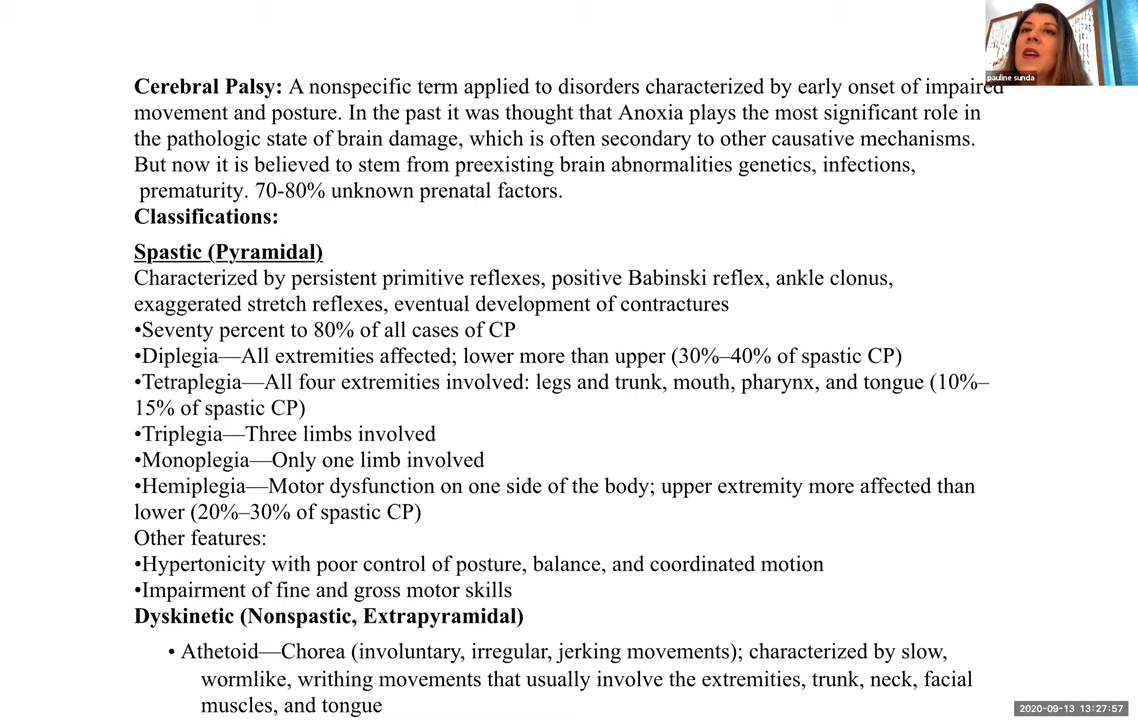 pauline sunda
Cerebral Palsy: A nonspecific term applied to disorders characterized by early onset of impaired
movement and posture. In the past it was thought that Anoxia plays the most significant role in
the pathologic state of brain damage, which is often secondary to other causative mechanisms.
But now it is believed to stem from preexisting brain abnormalities genetics, infections,
prematurity. 70-80% unknown prenatal factors.
Classifications:
Spastic (Pyramidal)
Characterized by persistent primitive reflexes, positive Babinski reflex, ankle clonus,
exaggerated stretch reflexes, eventual development of contractures
•Seventy percent to 80% of all cases of CP
•Diplegia—All extremities affected; lower more than upper (30%–40% of spastic CP)
•Tetraplegia—All four extremities involved: legs and trunk, mouth, pharynx, and tongue (10%–
15% of spastic CP)
•Triplegia—Three limbs involved
•Monoplegia—Only one limb involved
•Hemiplegia—Motor dysfunction on one side of the body; upper extremity more affected than
lower (20%–30% of spastic CP)
Other features:
•Hypertonicity with poor control of posture, balance, and coordinated motion
•Impairment of fine and gross motor skills
Dyskinetic (Nonspastic, Extrapyramidal)
• Athetoid—Chorea (involuntary, irregular, jerking movements); characterized by slow,
wormlike, writhing movements that usually involve the extremities, trunk, neck, facial
muscles, and tongue
2020-09-13 13:27:57